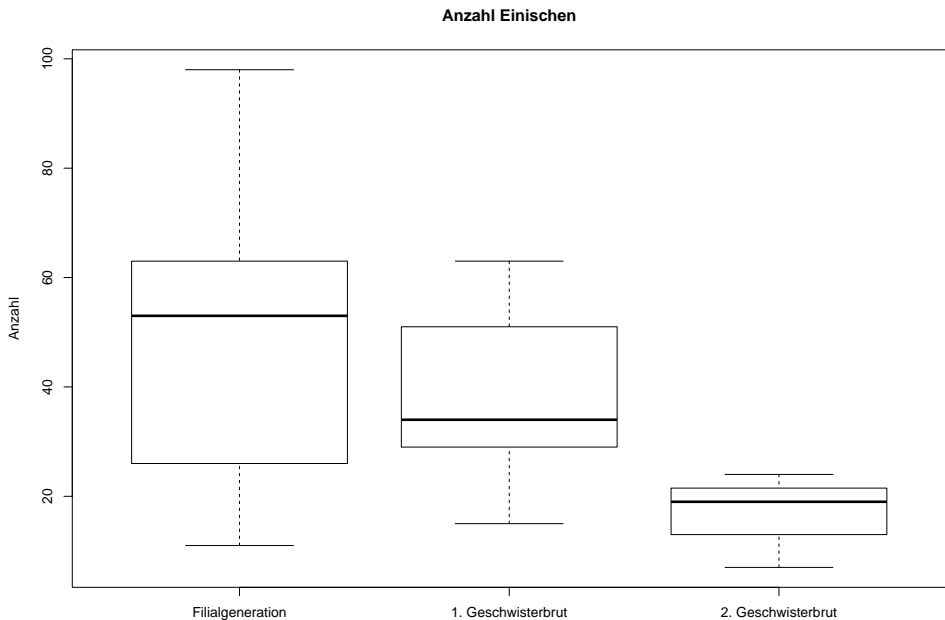 Anzahl Einischen
Anzahl
100
80
60
40
20
Filialgeneration
1. Geschwisterbrut
2. Geschwisterbrut